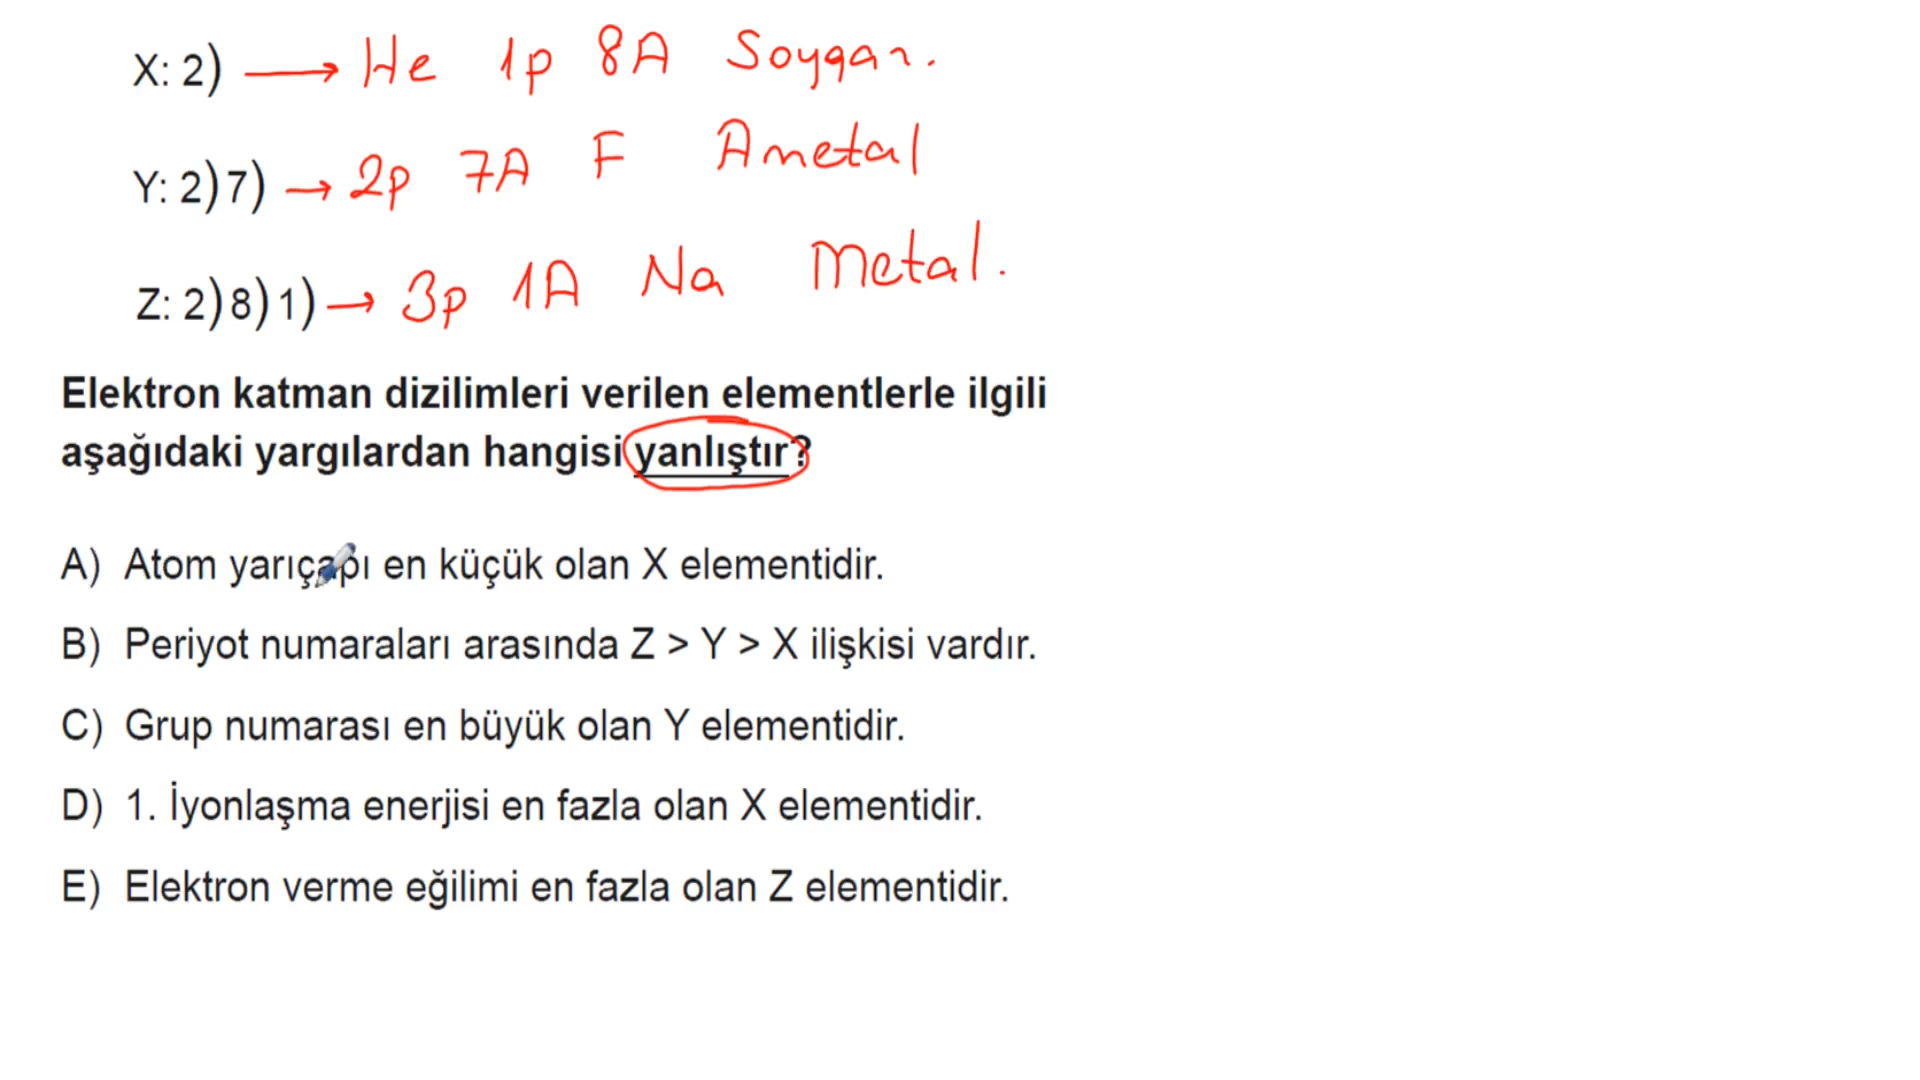 X: 2) → He 1p 8A Soygaz.
Y: 2)7) → 2p 7A F Ametal
Z: 2)8)1) → 3p 1A Na Metal.
Elektron katman dizilimleri verilen elementlerle ilgili
aşağıdaki yargılardan hangisi yanlıştır?
A) Atom yarıçapı en küçük olan X elementidir.
B) Periyot numaraları arasında Z > Y > X ilişkisi vardır.
C) Grup numarası en büyük olan Y elementidir.
D) 1. İyonlaşma enerjisi en fazla olan X elementidir.
E) Elektron verme eğilimi en fazla olan Z elementidir.